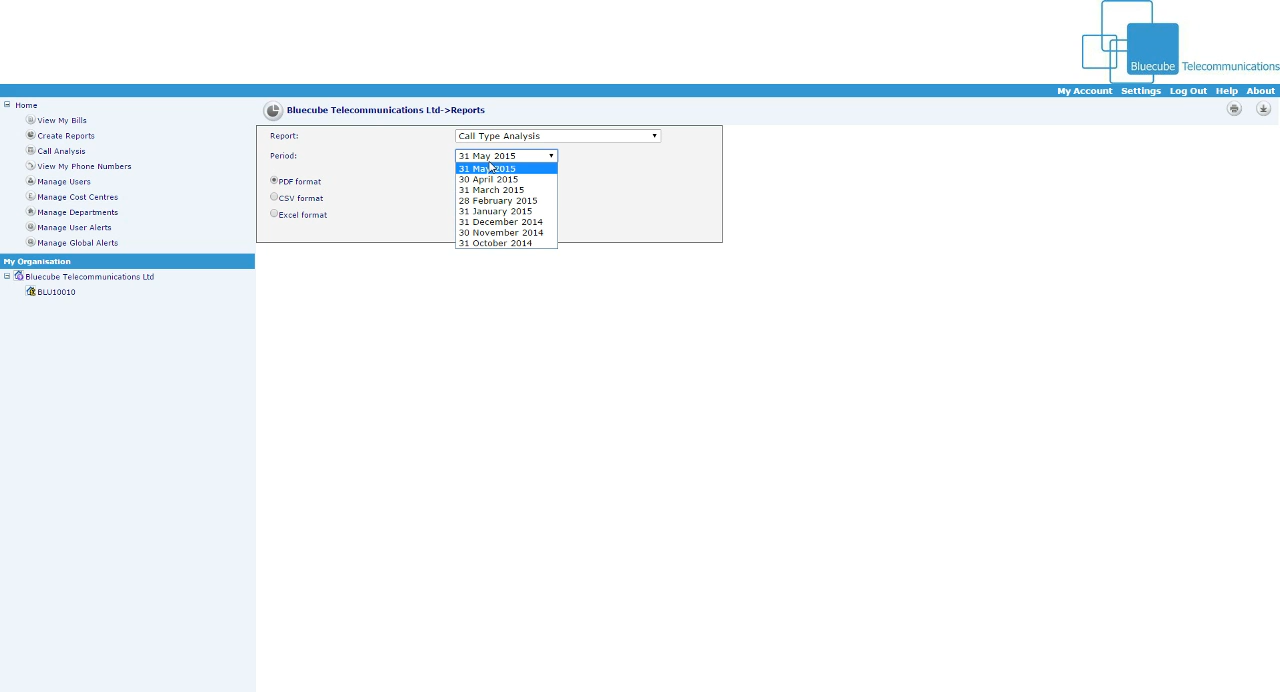 Bluecube Telecommunications
My Account Settings Log Out Help About
Home
View My Bills
Create Reports
Call Analysis
View My Phone Numbers
Manage Users
Manage Cost Centres
Manage Departments
Manage User Alerts
Manage Global Alerts
My Organisation
Bluecube Telecommunications Ltd
BLU10010
Bluecube Telecommunications Ltd->Reports
Report: Call Type Analysis
Period: 31 May 2015
31 May 2015
30 April 2015
31 March 2015
28 February 2015
31 January 2015
31 December 2014
30 November 2014
31 October 2014
PDF format
CSV format
Excel format